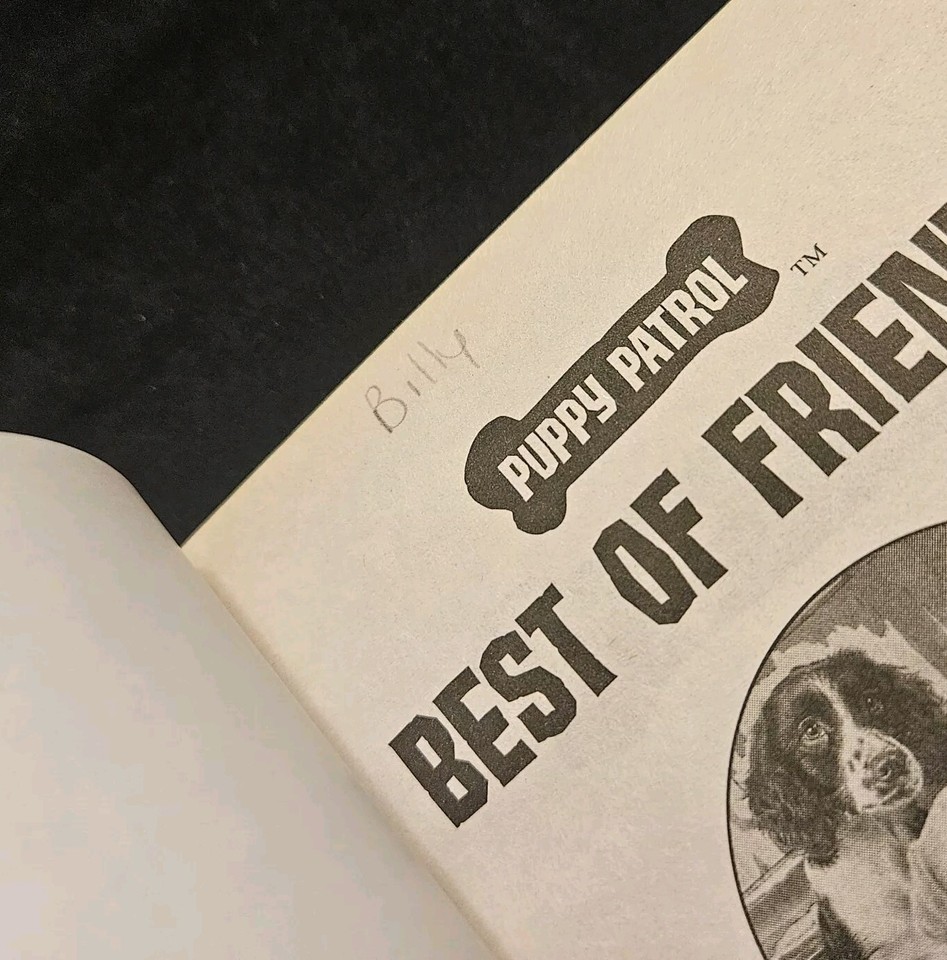 Billy
PUPPY PATROL TM
BEST OF FRIEN